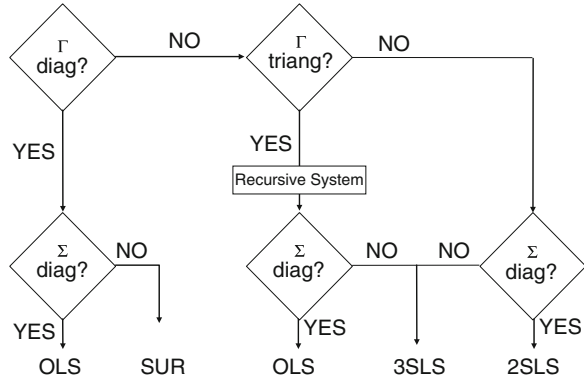 Γ
diag?
NO
Γ
triang?
NO
YES
YES
Recursive System
Σ
diag?
NO
Σ
diag?
NO
NO
Σ
diag?
YES
YES
YES
OLS
SUR
OLS
3SLS
2SLS